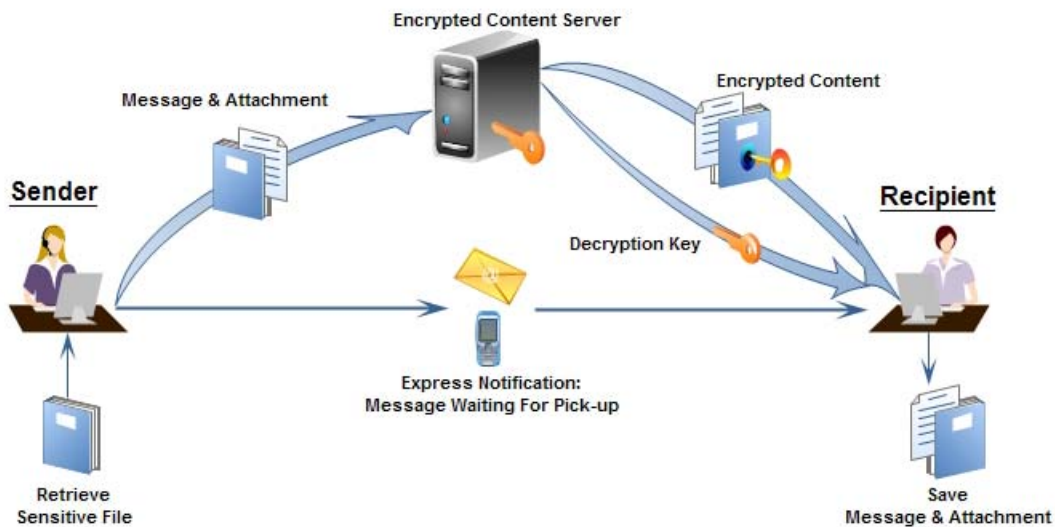 Encrypted Content Server
Message & Attachment
Encrypted Content
Sender
Recipient
Decryption Key
Express Notification:
Message Waiting For Pick-up
Retrieve
Sensitive File
Save
Message & Attachment